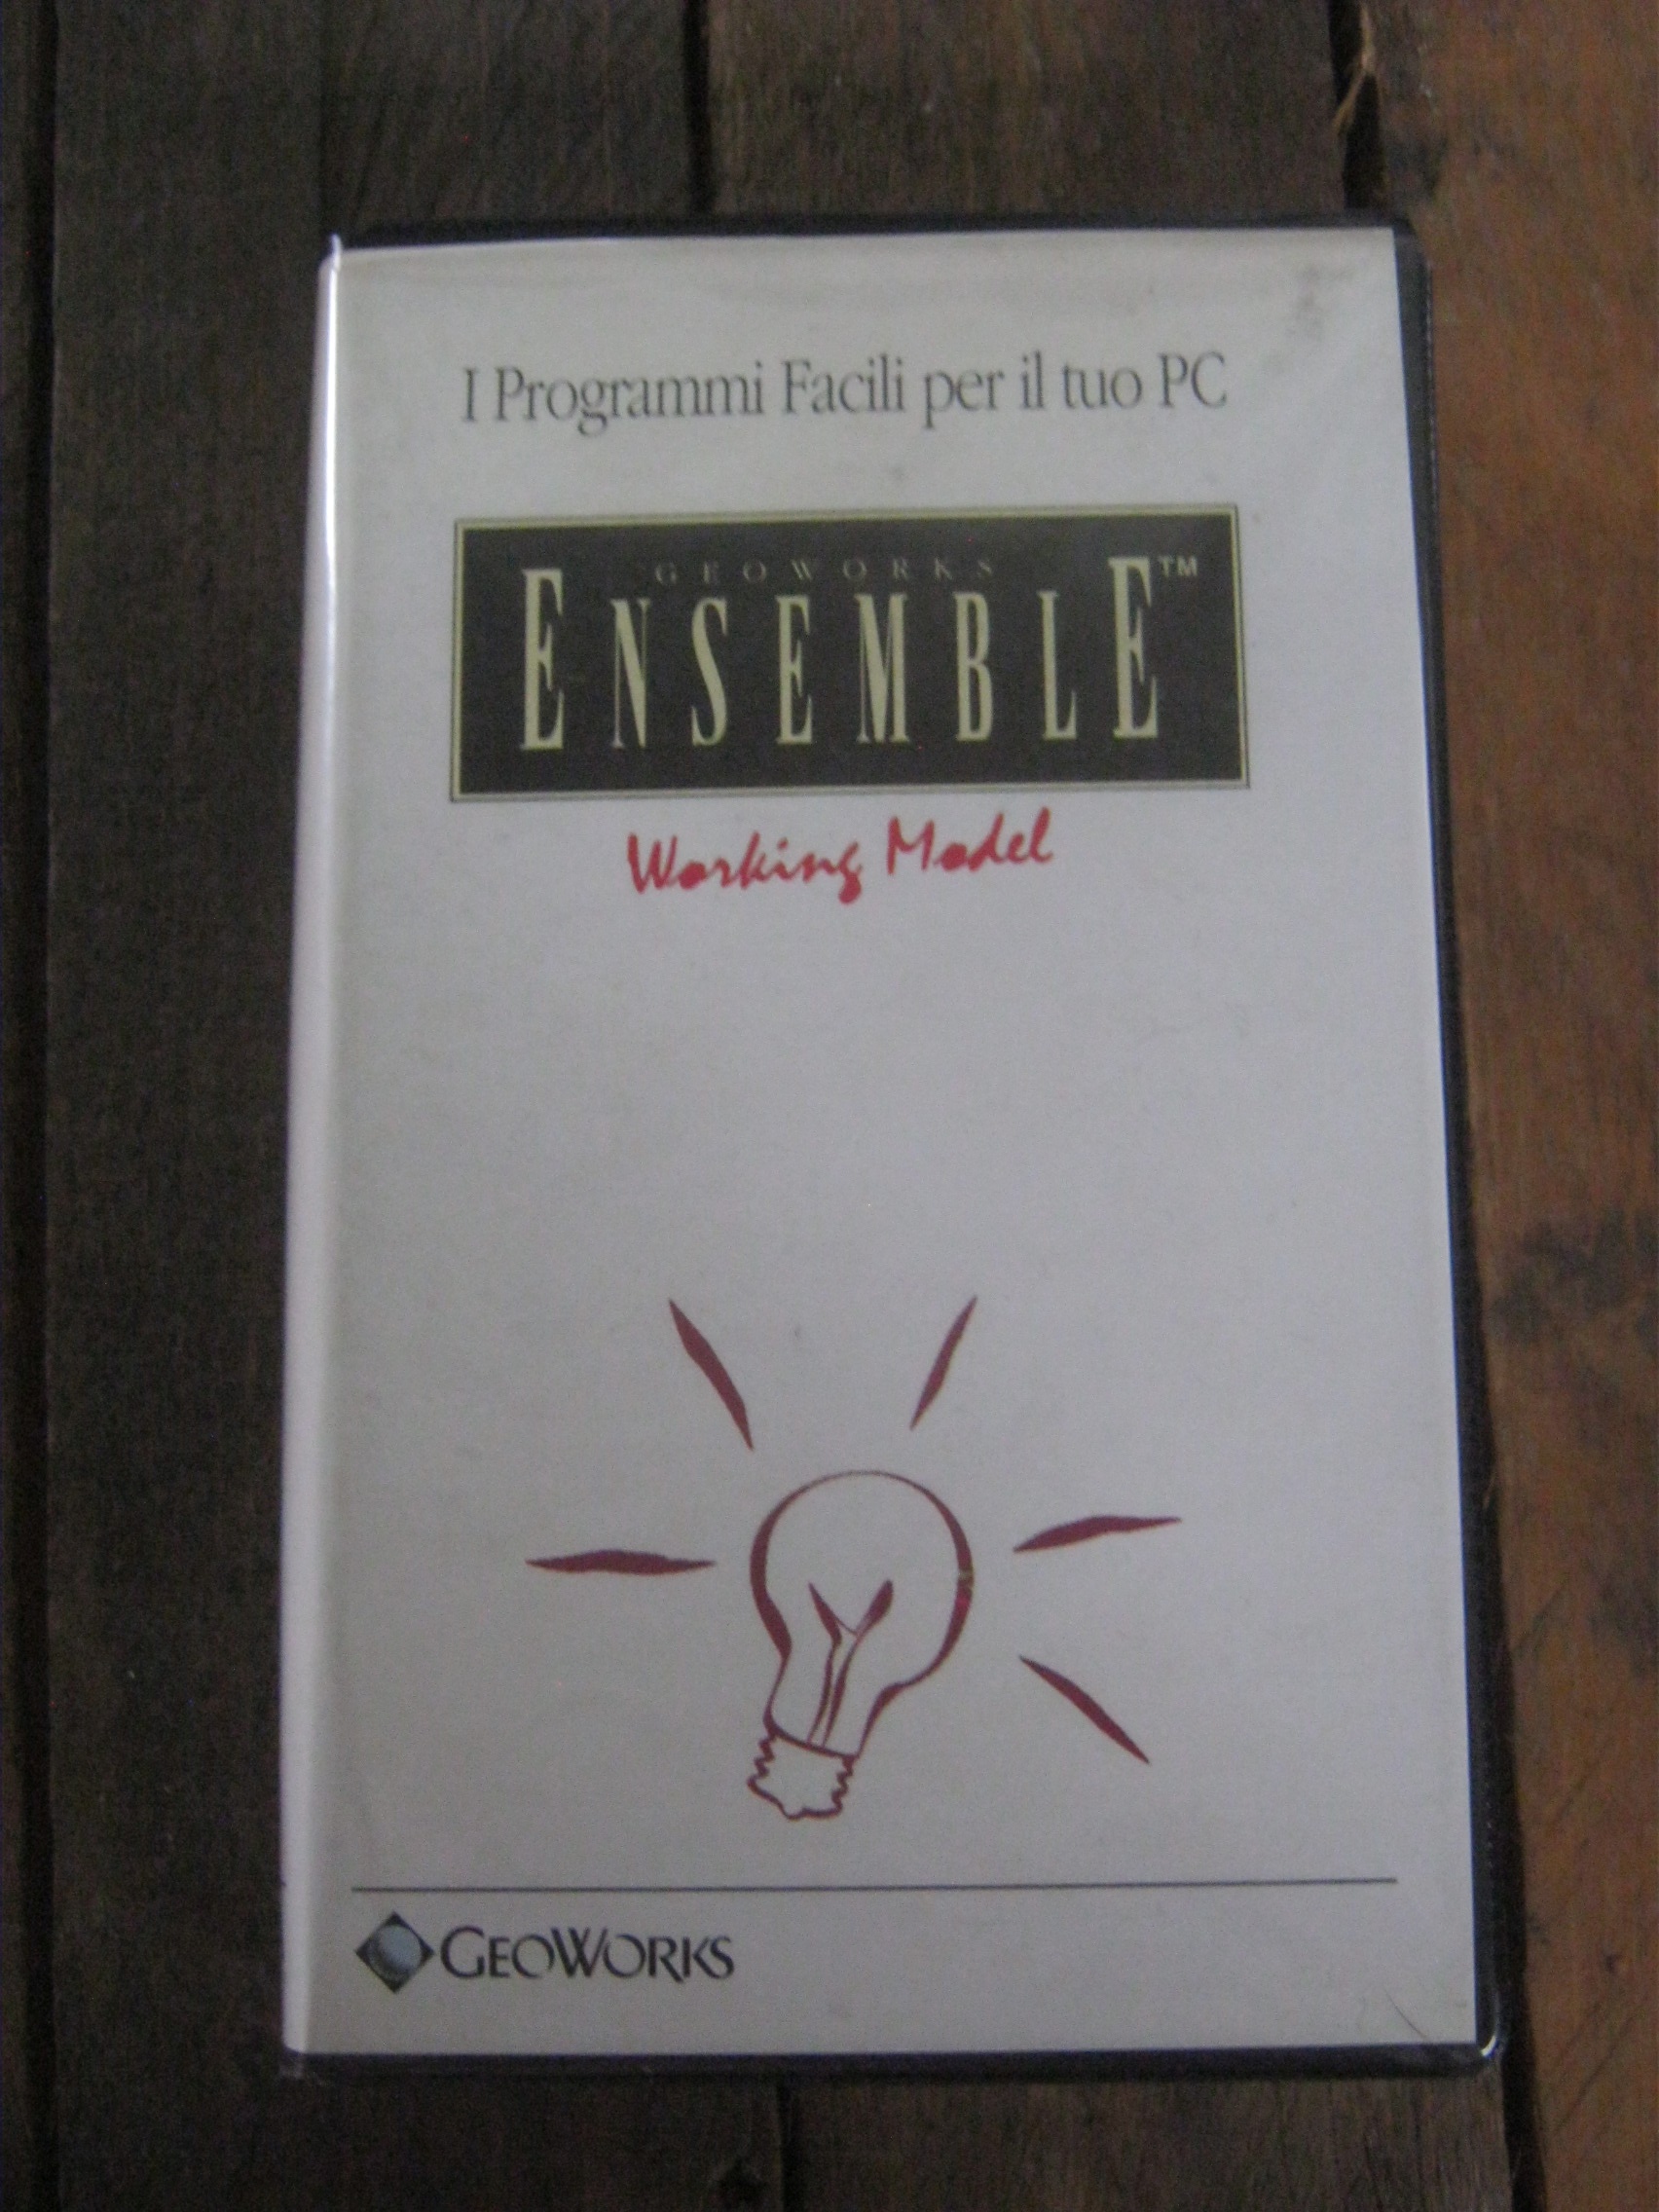 I Programmi Facili per il tuo PC
GEOWORKS
ENSEMBLE™
Working Model
GEOWORKS